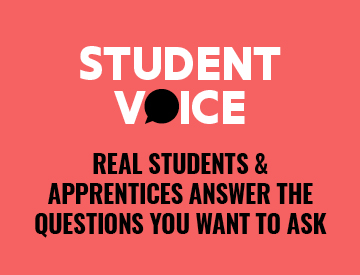 STUDENT
VOICE
REAL STUDENTS &
APPRENTICES ANSWER THE
QUESTIONS YOU WANT TO ASK